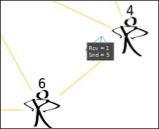 4
Rcv = 1
Snd = 5
6